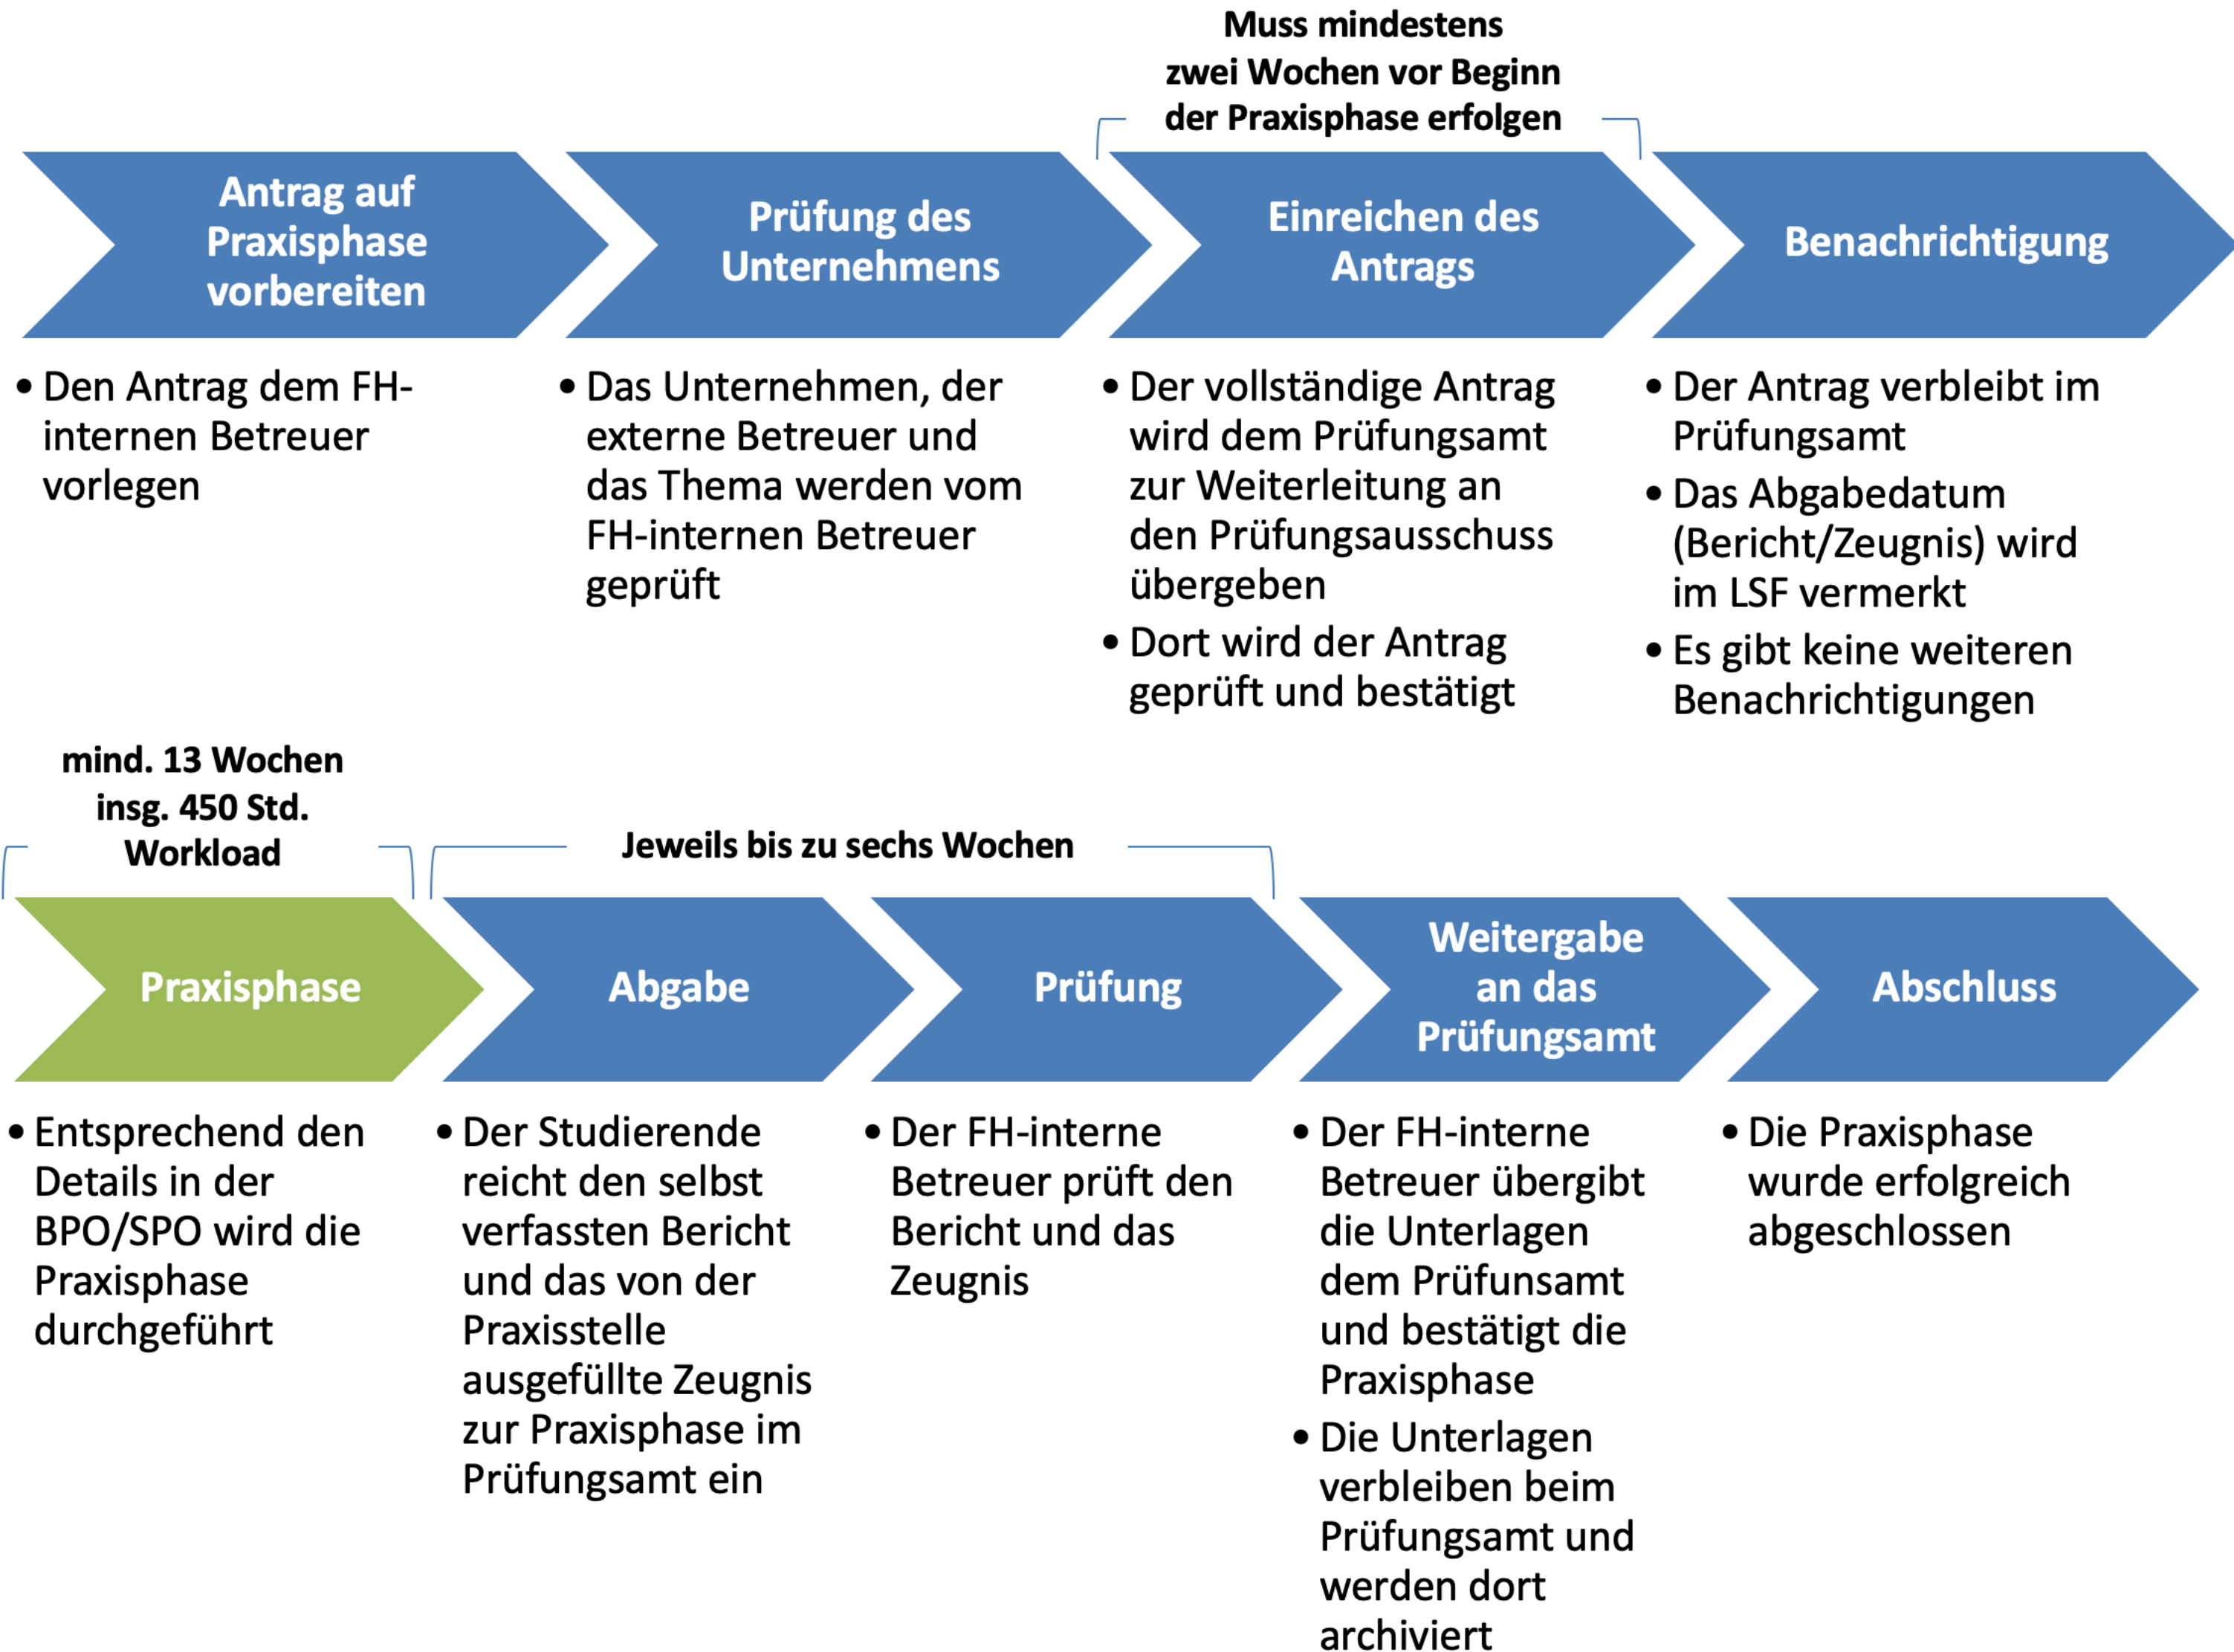 Muss mindestens
zwei Wochen vor Beginn
der Praxisphase erfolgen
Antrag auf
Praxisphase
vorbereiten
• Den Antrag dem FH-
internen Betreuer
vorlegen
Prüfung des
Unternehmens
• Das Unternehmen, der
externe Betreuer und
das Thema werden vom
FH-internen Betreuer
geprüft
Einreichen des
Antrags
• Der vollständige Antrag
wird dem Prüfungsamt
zur Weiterleitung an
den Prüfungsausschuss
übergeben
• Dort wird der Antrag
geprüft und bestätigt
Benachrichtigung
• Der Antrag verbleibt im
Prüfungsamt
• Das Abgabedatum
(Bericht/Zeugnis) wird
im LSF vermerkt
• Es gibt keine weiteren
Benachrichtigungen
mind. 13 Wochen
insg. 450 Std.
Workload
Praxisphase
• Entsprechend den
Details in der
BPO/SPO wird die
Praxisphase
durchgeführt
Jeweils bis zu sechs Wochen
Abgabe
• Der Studierende
reicht den selbst
verfassten Bericht
und das von der
Praxisstelle
ausgefüllte Zeugnis
zur Praxisphase im
Prüfungsamt ein
Prüfung
• Der FH-interne
Betreuer prüft den
Bericht und das
Zeugnis
Weitergabe
an das
Prüfungsamt
• Der FH-interne
Betreuer übergibt
die Unterlagen
dem Prüfunsamt
und bestätigt die
Praxisphase
• Die Unterlagen
verbleiben beim
Prüfungsamt und
werden dort
archiviert
Abschluss
• Die Praxisphase
wurde erfolgreich
abgeschlossen